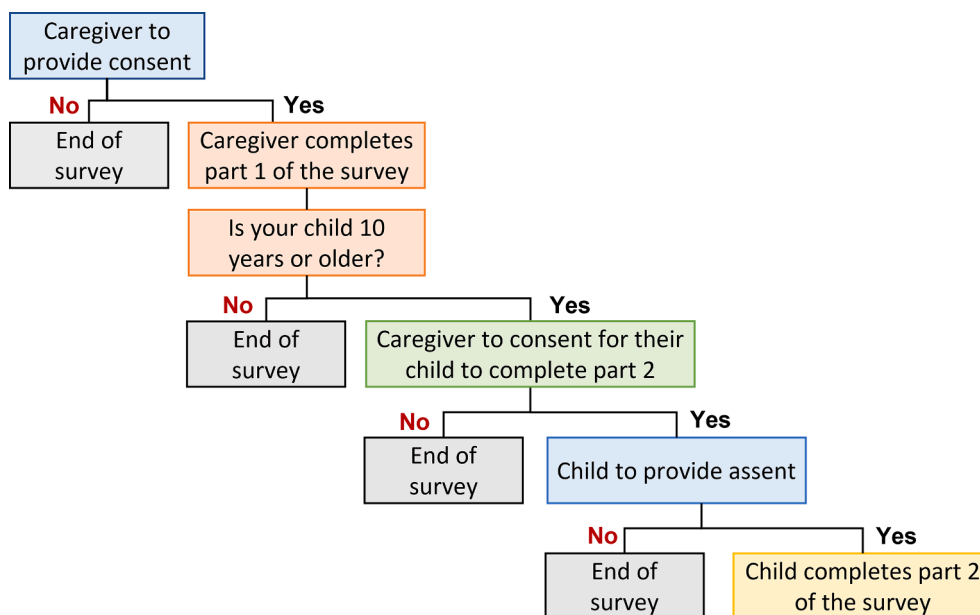 Caregiver to
provide consent
No
Yes
End of
survey
Caregiver completes
part 1 of the survey
Is your child 10
years or older?
No
Yes
End of
survey
Caregiver to consent for their
child to complete part 2
No
Yes
End of
survey
Child to provide assent
No
Yes
End of
survey
Child completes part 2
of the survey